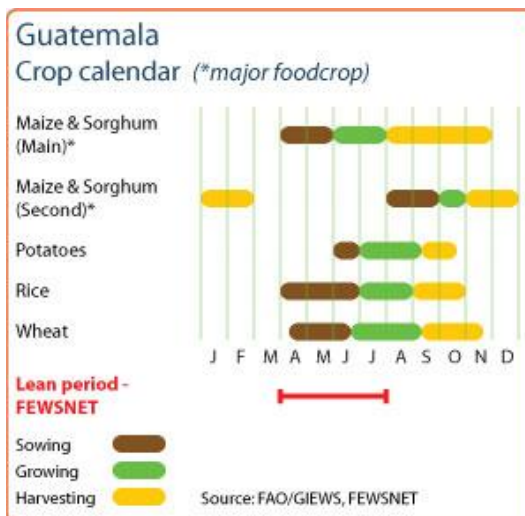 Guatemala
Crop calendar (*major foodcrop)
Maize & Sorghum
(Main)*
Maize & Sorghum
(Second)*
Potatoes
Rice
Wheat
J F M A M J J A S O N D
Lean period -
FEWSNET
Sowing
Growing
Harvesting
Source: FAO/GIEWS, FEWSNET